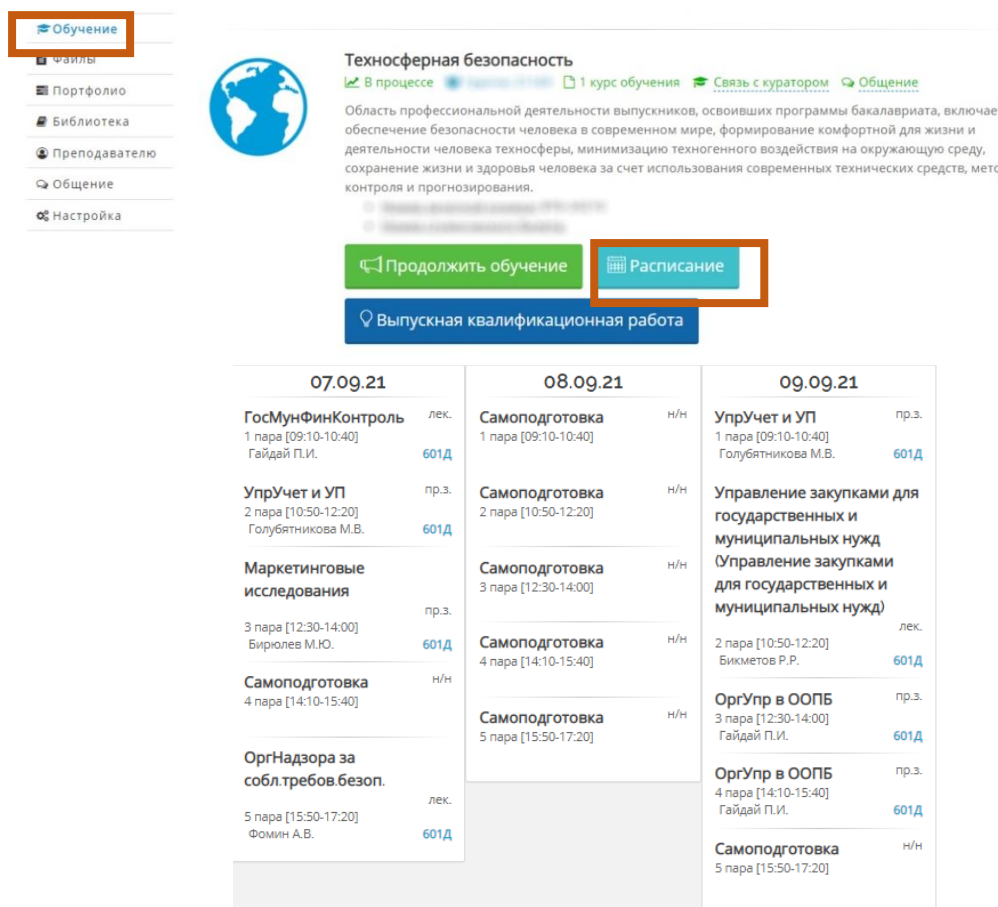 Обучение
Файлы
Портфолио
Библиотека
Преподавателю
Общение
Настройка
Техносферная безопасность
В процессе 1 курс обучения Связь с куратором Общение
Область профессиональной деятельности выпускников, освоивших программы бакалавриата, включае
обеспечение безопасности человека в современном мире, формирование комфортной для жизни и
деятельности человека техносферы, минимизацию техногенного воздействия на окружающую среду,
сохранение жизни и здоровья человека за счет использования современных технических средств, мето
контроля и прогнозирования.
Продолжить обучение
Расписание
Выпускная квалификационная работа
07.09.21
ГосМунФинКонтроль лек.
1 пара [09:10-10:40]
Гайдай П.И. 601Д
УпрУчет и УП пр.з.
2 пара [10:50-12:20]
Голубятникова М.В. 601Д
Маркетинговые
исследования
пр.з.
3 пара [12:30-14:00]
Бирюлев М.Ю. 601Д
Самоподготовка н/н
4 пара [14:10-15:40]
ОргНадзора за
собл.требов.безоп.
лек.
5 пара [15:50-17:20]
Фомин А.В. 601Д
08.09.21
Самоподготовка н/н
1 пара [09:10-10:40]
Самоподготовка н/н
2 пара [10:50-12:20]
Самоподготовка н/н
3 пара [12:30-14:00]
Самоподготовка н/н
4 пара [14:10-15:40]
Самоподготовка н/н
5 пара [15:50-17:20]
09.09.21
УпрУчет и УП пр.з.
1 пара [09:10-10:40]
Голубятникова М.В. 601Д
Управление закупками для
государственных и
муниципальных нужд
(Управление закупками
для государственных и
муниципальных нужд)
лек.
2 пара [10:50-12:20]
Бикметов Р.Р. 601Д
ОргУпр в ООПБ пр.з.
3 пара [12:30-14:00]
Гайдай П.И. 601Д
ОргУпр в ООПБ пр.з.
4 пара [14:10-15:40]
Гайдай П.И. 601Д
Самоподготовка н/н
5 пара [15:50-17:20]